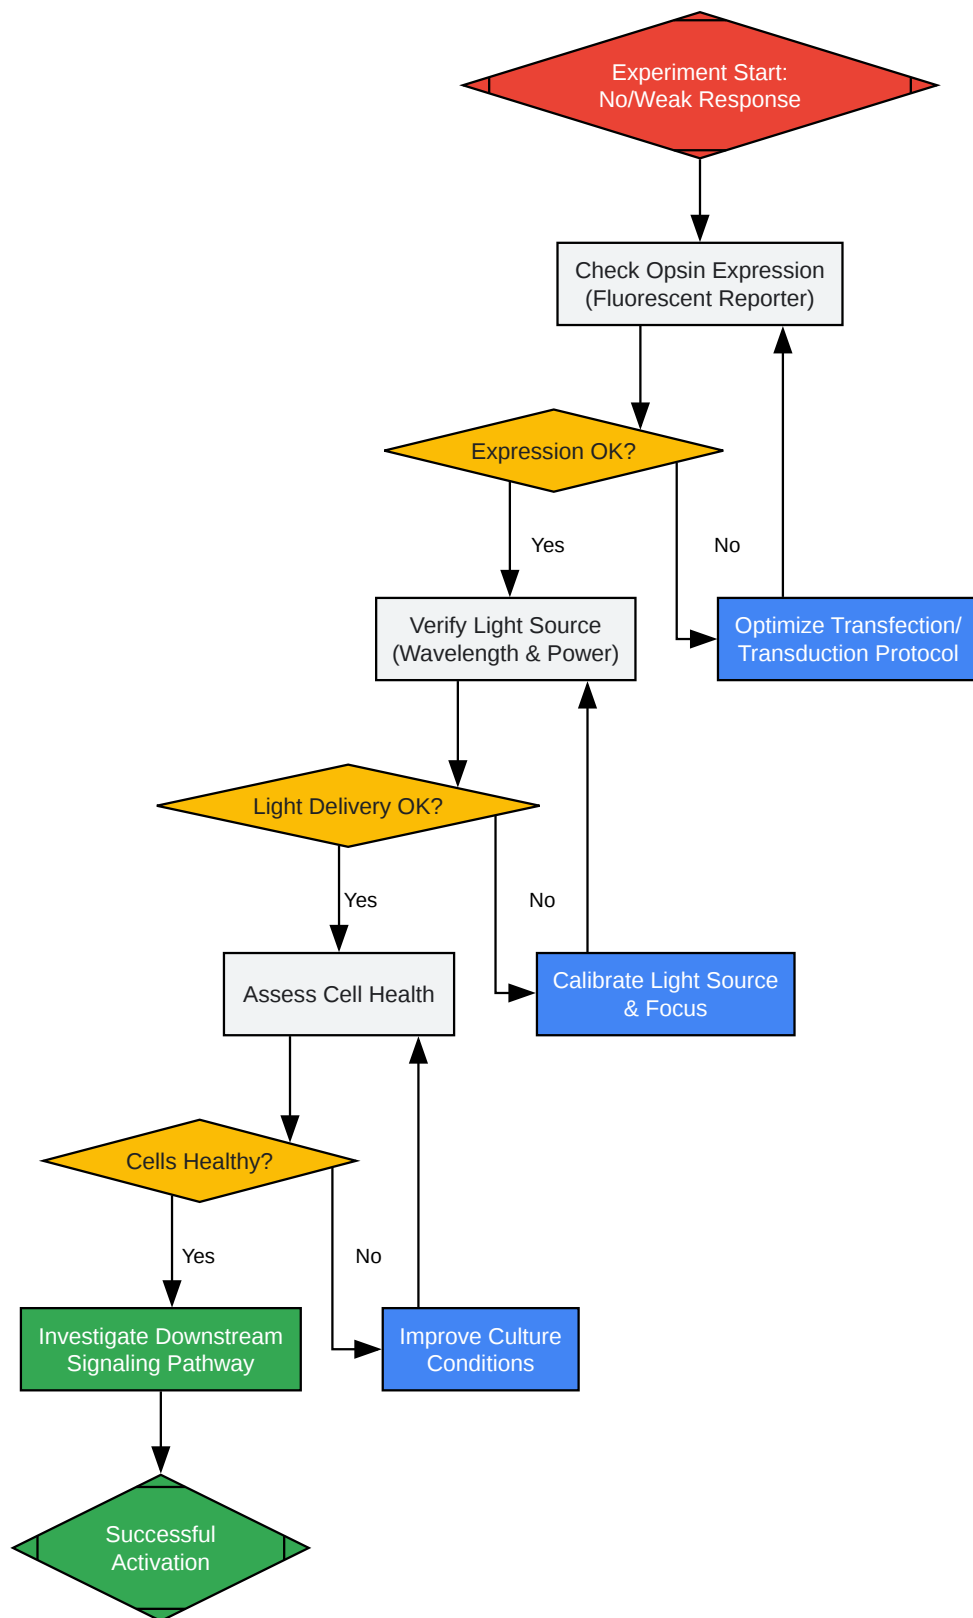 Experiment Start:
No/Weak Response
Check Opsin Expression
(Fluorescent Reporter)
Expression OK?
Yes
No
Verify Light Source
(Wavelength & Power)
Optimize Transfection/
Transduction Protocol
Light Delivery OK?
Yes
No
Assess Cell Health
Calibrate Light Source
& Focus
Cells Healthy?
Yes
No
Investigate Downstream
Signaling Pathway
Improve Culture
Conditions
Successful
Activation